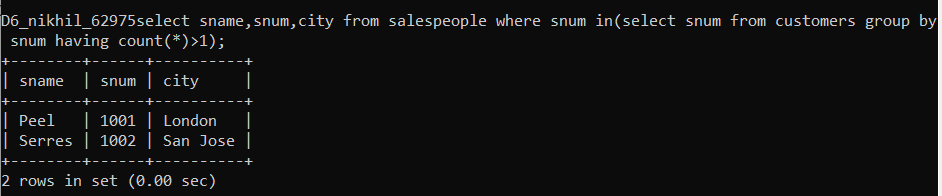 D6_nikhil_62975select sname,snum,city from salespeople where snum in(select snum from customers group by
 snum having count(*)>1);
+--------+------+----------+
| sname  | snum | city     |
+--------+------+----------+
| Peel   | 1001 | London   |
| Serres | 1002 | San Jose |
+--------+------+----------+
2 rows in set (0.00 sec)